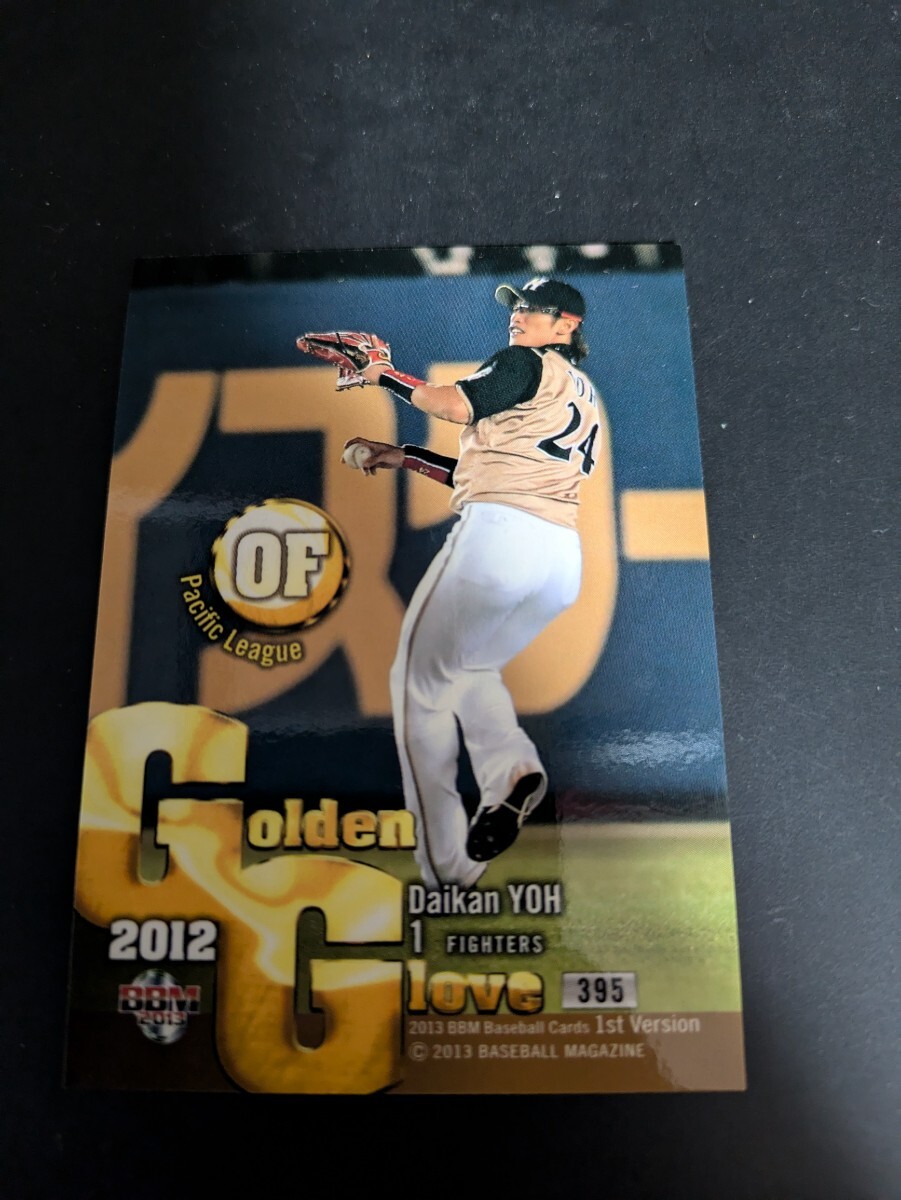 24
OF
Pacific League
Golden
Daikan YOH
2012
1 FIGHTERS
Glove
395
BBM
2013
2013 BBM Baseball Cards 1st Version
© 2013 BASEBALL MAGAZINE